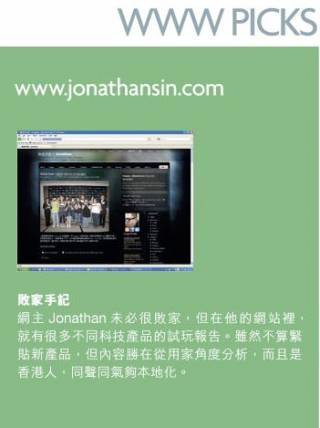 WWW PICKS
www.jonathansin.com
敗家手記
網主 Jonathan 未必很敗家，但在他的網站裡，
就有很多不同科技產品的試玩報告。雖然不算緊
貼新產品，但內容勝在從用家角度分析，而且是
香港人，同聲同氣夠本地化。